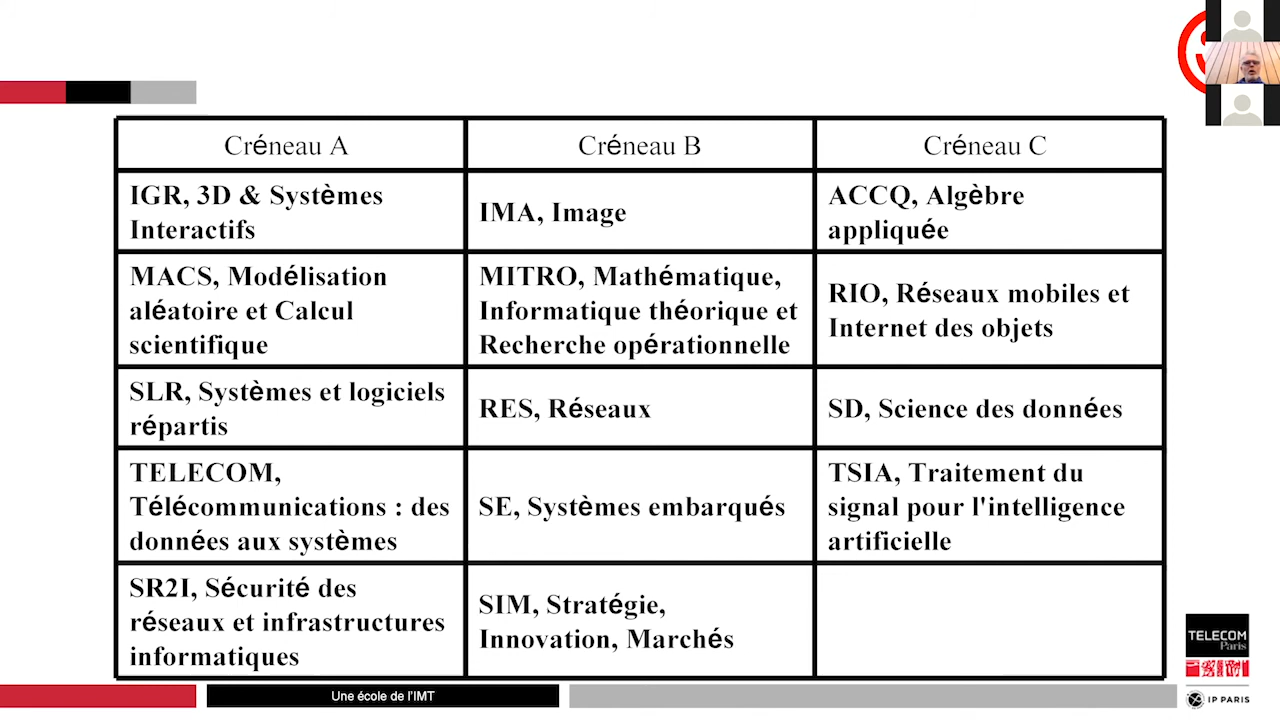 Créneau A
Créneau B
Créneau C
IGR, 3D & Systèmes
Interactifs
IMA, Image
ACCQ, Algèbre
appliquée
MACS, Modélisation
aléatoire et Calcul
scientifique
MITRO, Mathématique,
Informatique théorique et
Recherche opérationnelle
RIO, Réseaux mobiles et
Internet des objets
SLR, Systèmes et logiciels
répartis
RES, Réseaux
SD, Science des données
TELECOM,
Télécommunications : des
données aux systèmes
SE, Systèmes embarqués
TSIA, Traitement du
signal pour l'intelligence
artificielle
SR2I, Sécurité des
réseaux et infrastructures
informatiques
SIM, Stratégie,
Innovation, Marchés
TELECOM
Paris
IP PARIS
Une école de l'IMT